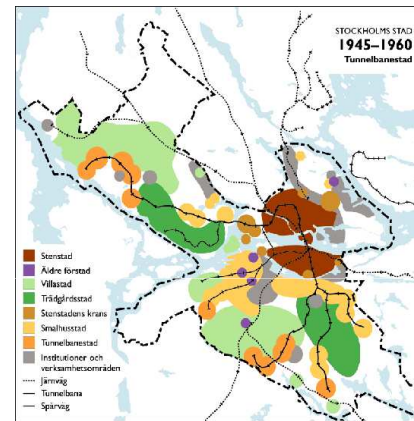 STOCKHOLMS STAD
1945–1960
Tunnelbanestad
Stenstad
Äldre förstad
Villastad
Trädgårdsstad
Stenstadens krans
Smalhusstad
Tunnelbanestad
Institutioner och
verksamhetsområden
Järnväg
Tunnelbana
Spårväg